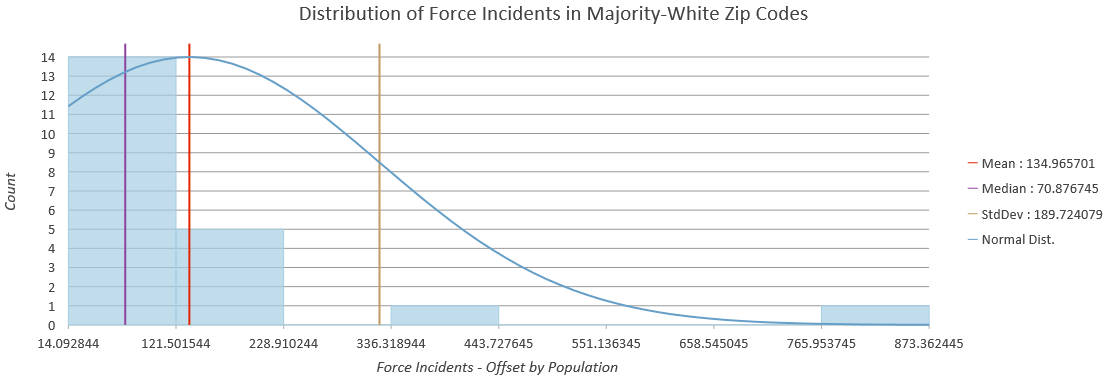 Distribution of Force Incidents in Majority-White Zip Codes
14
13
12
11
10
9
8
7
6
5
4
3
2
1
0
Count
14.092844 121.501544 228.910244 336.318944 443.727645 551.136345 658.545045 765.953745 873.362445
Force Incidents - Offset by Population
Mean : 134.965701
Median : 70.876745
StdDev : 189.724079
Normal Dist.